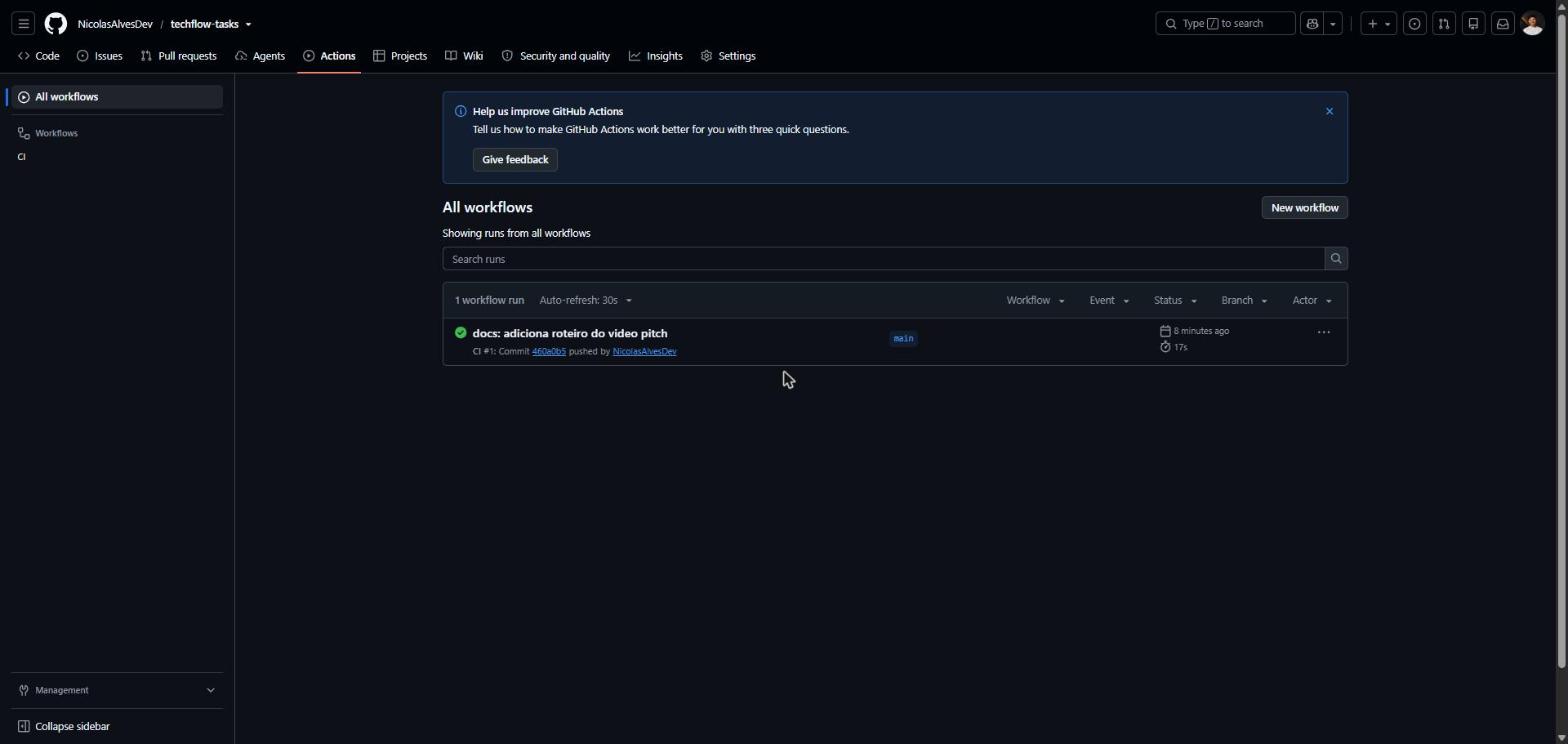 NicolasAlvesDev / techflow-tasks
Type / to search
Code Issues Pull requests Agents Actions Projects Wiki Security and quality Insights Settings
All workflows
Workflows
CI
Management
Collapse sidebar
Help us improve GitHub Actions
Tell us how to make GitHub Actions work better for you with three quick questions.
Give feedback
All workflows
New workflow
Showing runs from all workflows
Search runs
1 workflow run Auto-refresh: 30s Workflow Event Status Branch Actor
docs: adiciona roteiro do video pitch
CI #1: Commit 460a0b5 pushed by NicolasAlvesDev
main
8 minutes ago
17s